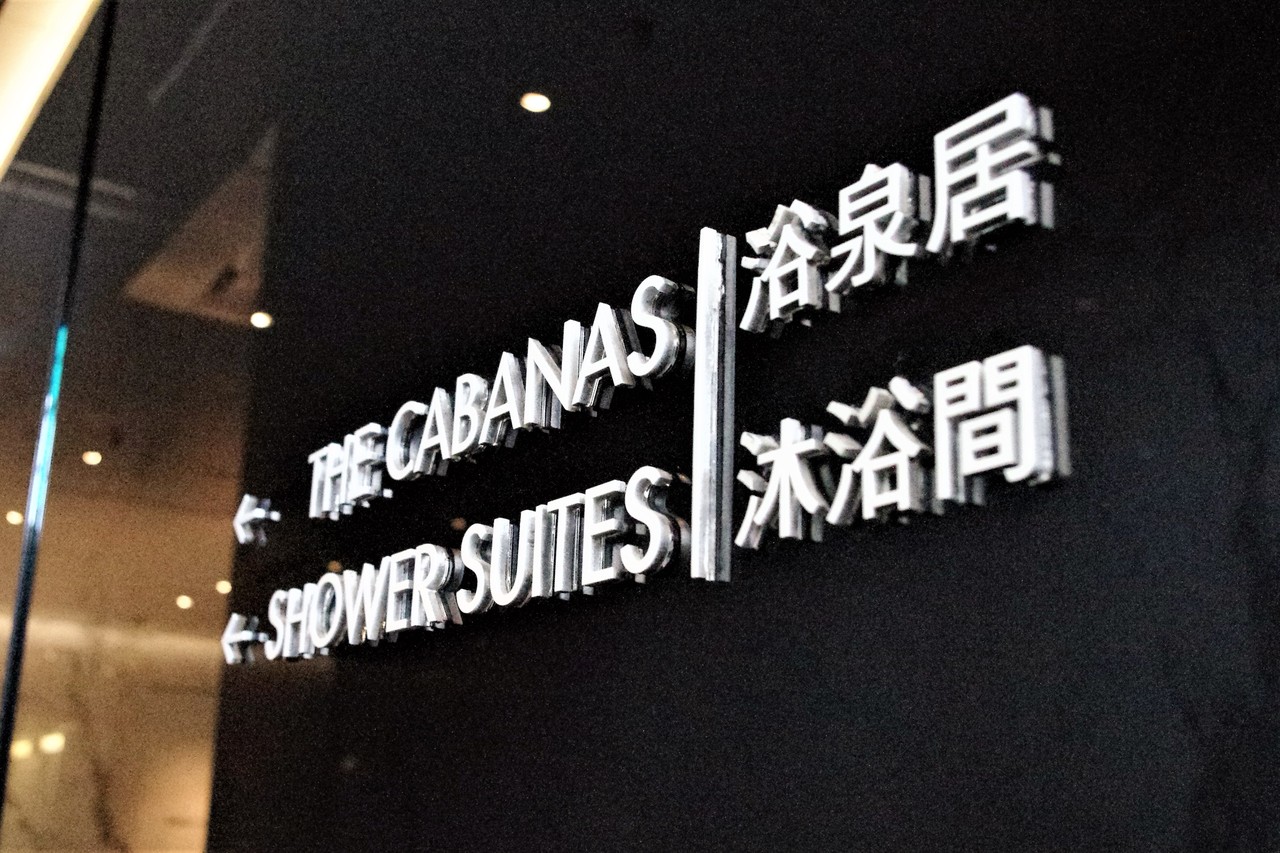 ← THE CABANAS | 浴泉居
← SHOWER SUITES | 沐浴間